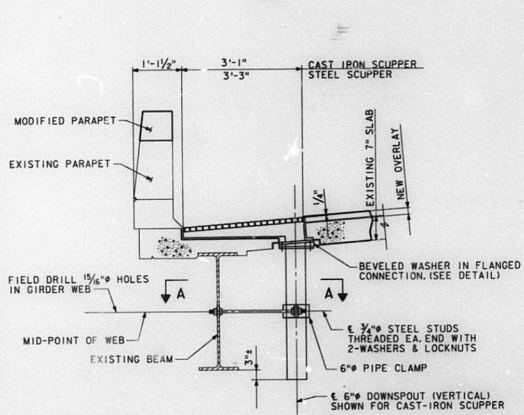 1'-1½" 3'-1" CAST IRON SCUPPER
3'-3" STEEL SCUPPER
MODIFIED PARAPET
EXISTING PARAPET
1/4"
EXISTING 7" SLAB
NEW OVERLAY
BEVELED WASHER IN FLANGED
CONNECTION. (SEE DETAIL)
FIELD DRILL 15/16"⌀ HOLES
IN GIRDER WEB
A A
MID-POINT OF WEB
EXISTING BEAM
℄ 3/4"⌀ STEEL STUDS
THREADED EA. END WITH
2-WASHERS & LOCKNUTS
6"⌀ PIPE CLAMP
3"±
℄ 6"⌀ DOWNSPOUT (VERTICAL)
SHOWN FOR CAST-IRON SCUPPER